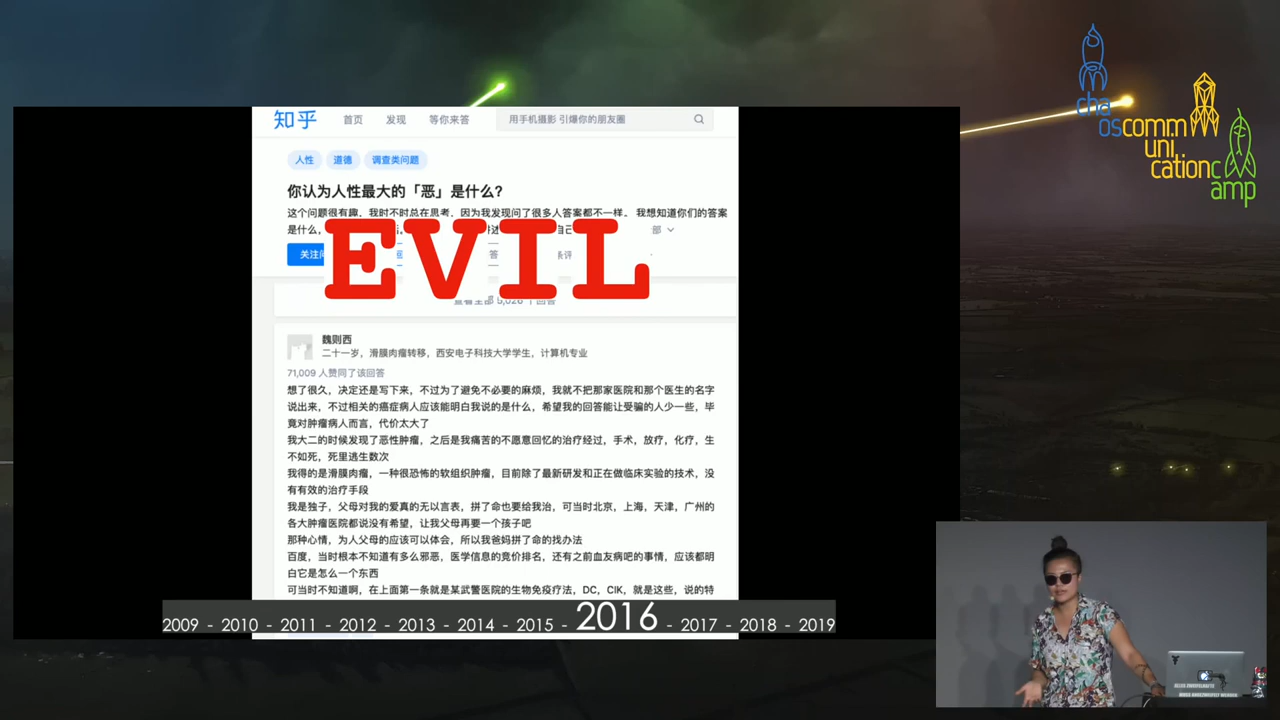 知乎 首页 发现 等你来答 用手机摄影 引爆你的朋友圈
人性 道德 调查类问题
你认为人性最大的「恶」是什么?
这个问题很有趣，我时不时总在思考，因为我发现问了很多人答案都不一样。 我想知道你们的答案
是什么，
部
关注问
答
条评
EVIL
魏则西
二十一岁，滑膜肉瘤转移，西安电子科技大学学生，计算机专业
71,009 人赞同了该回答
想了很久，决定还是写下来，不过为了避免不必要的麻烦，我就不把那家医院和那个医生的名字
说出来，不过相关的癌症病人应该能明白我说的是什么，希望我的回答能让受骗的人少一些，毕
竟对肿瘤病人而言，代价太大了
我大二的时候发现了恶性肿瘤，之后是我痛苦的不愿意回忆的治疗经过，手术，放疗，化疗，生
不如死，死里逃生数次
我得的是滑膜肉瘤，一种很恐怖的软组织肿瘤，目前除了最新研发和正在做临床实验的技术，没
有有效的治疗手段
我是独子，父母对我的爱真的无以言表，拼了命也要给我治，可当时北京，上海，天津，广州的
各大肿瘤医院都说没有希望，让我父母再要一个孩子吧
那种心情，为人父母的应该可以体会，所以我爸妈拼了命的找办法
百度，当时根本不知道有多么邪恶，医学信息的竞价排名，还有之前血友病吧的事情，应该都明
白它是怎么一个东西
可当时不知道啊，在上面第一条就是某武警医院的生物免疫疗法，DC，CIK，就是这些，说的特
2009 - 2010 - 2011 - 2012 - 2013 - 2014 - 2015 - 2016 - 2017 - 2018 - 2019
cha
oscomm
uni
cationc
amp